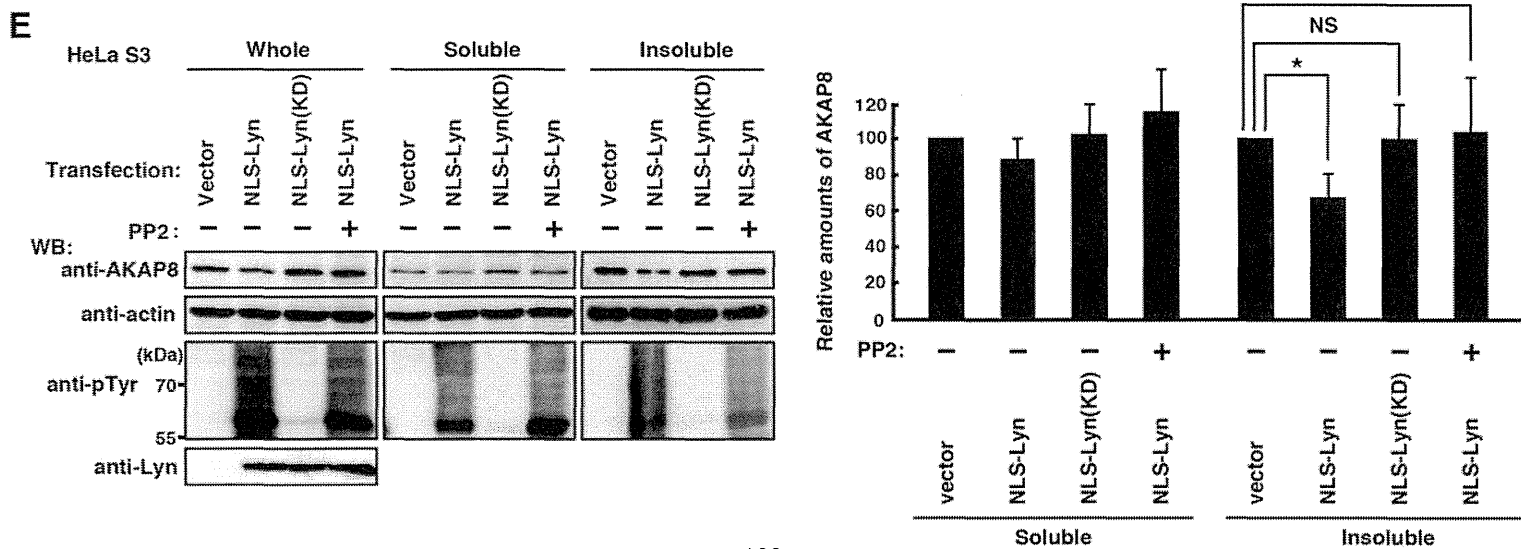 E
HeLa S3
Whole Soluble Insoluble
Transfection: Vector NLS-Lyn NLS-Lyn(KD) NLS-Lyn Vector NLS-Lyn NLS-Lyn(KD) NLS-Lyn Vector NLS-Lyn NLS-Lyn(KD) NLS-Lyn
PP2: − − − + − − − + − − − +
WB:
anti-AKAP8
anti-actin
(kDa)
anti-pTyr 70
55
anti-Lyn
Relative amounts of AKAP8
120
100
80
60
40
20
0
NS
*
PP2: − − − + − − − +
vector NLS-Lyn NLS-Lyn(KD) NLS-Lyn vector NLS-Lyn NLS-Lyn(KD) NLS-Lyn
Soluble Insoluble